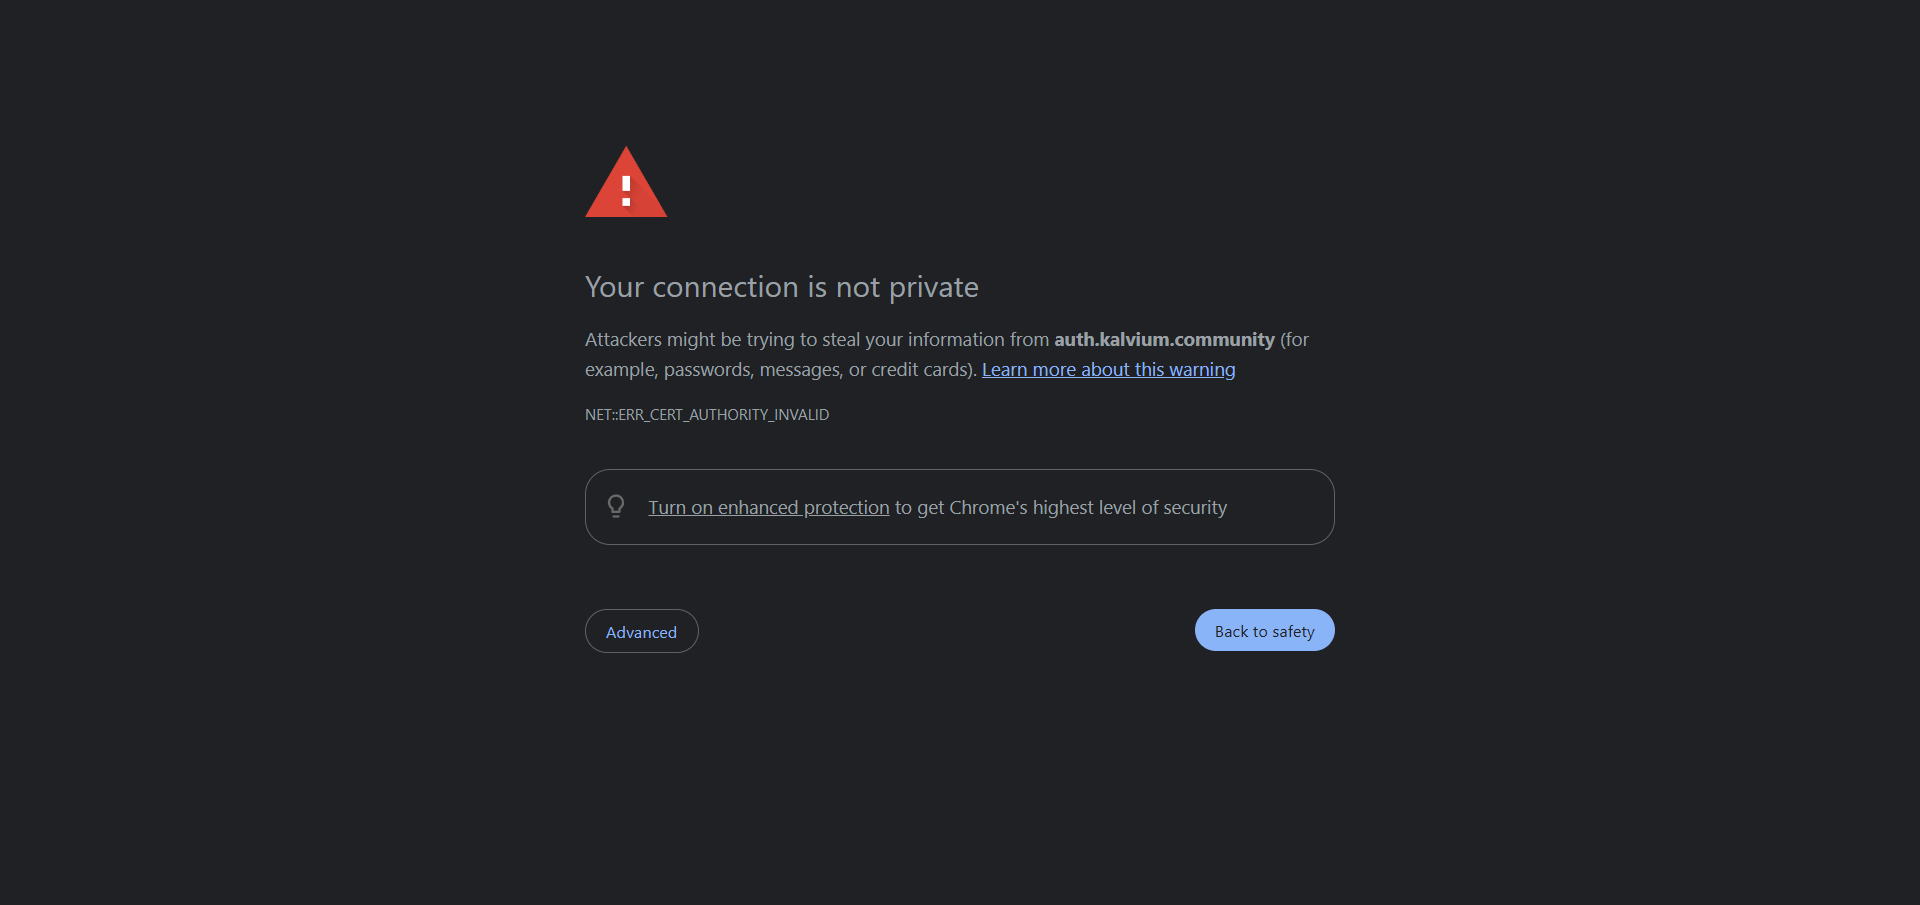 Your connection is not private
Attackers might be trying to steal your information from auth.kalvium.community (for
example, passwords, messages, or credit cards). Learn more about this warning
NET::ERR_CERT_AUTHORITY_INVALID
Turn on enhanced protection to get Chrome's highest level of security
Advanced
Back to safety